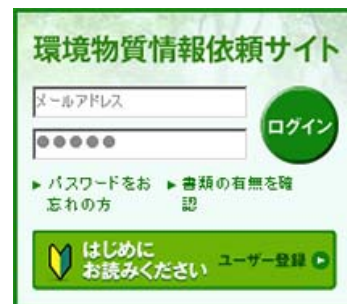 環境物質情報依頼サイト
メールアドレス
ログイン
●●●●●
▶ パスワードをお忘れの方
▶ 書類の有無を確認
はじめに
お読みください
ユーザー登録